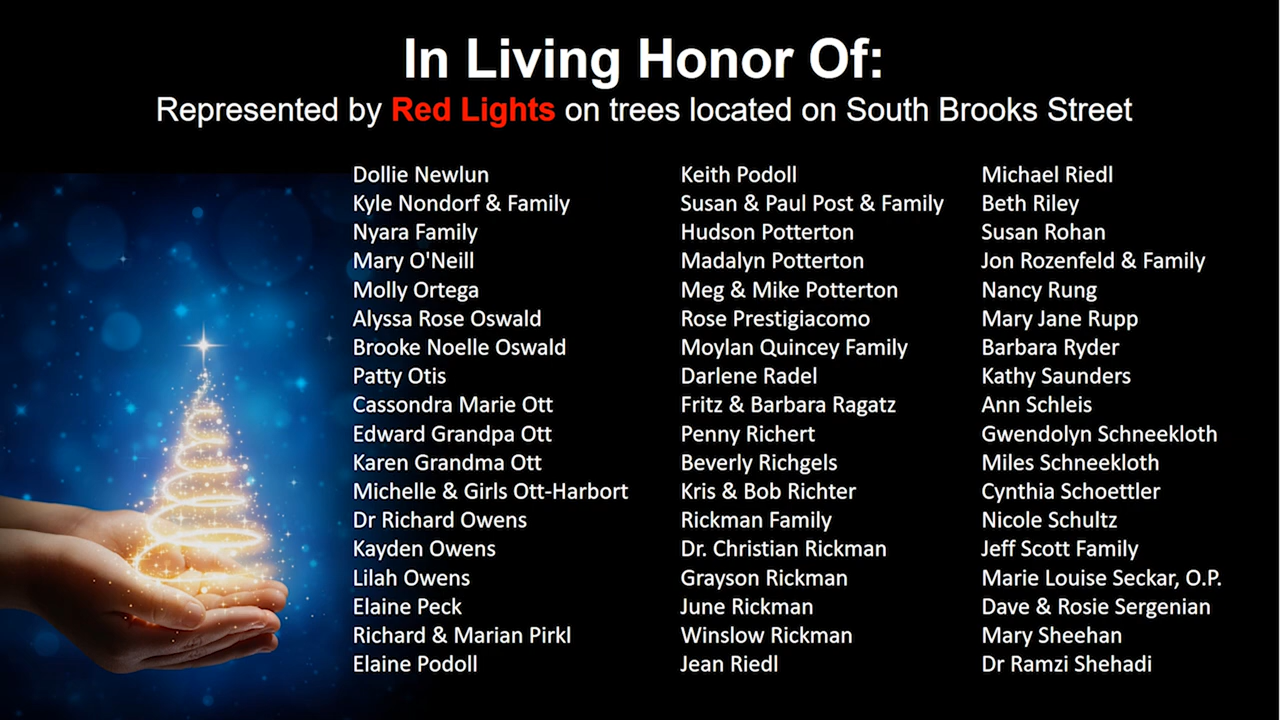 In Living Honor Of:
Represented by Red Lights on trees located on South Brooks Street
Dollie Newlun
Kyle Nondorf & Family
Nyara Family
Mary O'Neill
Molly Ortega
Alyssa Rose Oswald
Brooke Noelle Oswald
Patty Otis
Cassondra Marie Ott
Edward Grandpa Ott
Karen Grandma Ott
Michelle & Girls Ott-Harbort
Dr Richard Owens
Kayden Owens
Lilah Owens
Elaine Peck
Richard & Marian Pirkl
Elaine Podoll
Keith Podoll
Susan & Paul Post & Family
Hudson Potterton
Madalyn Potterton
Meg & Mike Potterton
Rose Prestigiacomo
Moylan Quincey Family
Darlene Radel
Fritz & Barbara Ragatz
Penny Richert
Beverly Richgels
Kris & Bob Richter
Rickman Family
Dr. Christian Rickman
Grayson Rickman
June Rickman
Winslow Rickman
Jean Riedl
Michael Riedl
Beth Riley
Susan Rohan
Jon Rozenfeld & Family
Nancy Rung
Mary Jane Rupp
Barbara Ryder
Kathy Saunders
Ann Schleis
Gwendolyn Schneekloth
Miles Schneekloth
Cynthia Schoettler
Nicole Schultz
Jeff Scott Family
Marie Louise Seckar, O.P.
Dave & Rosie Sergenian
Mary Sheehan
Dr Ramzi Shehadi